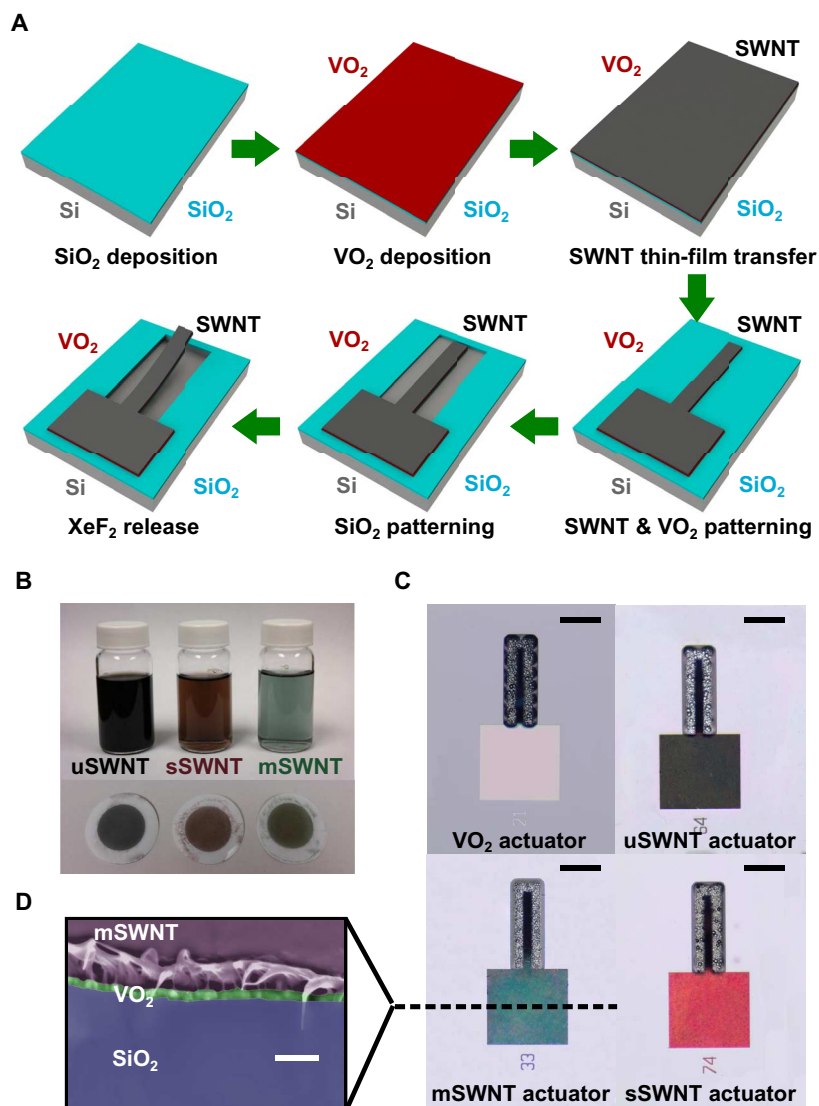 A
VO₂
VO₂
SWNT
Si
SiO₂
Si
SiO₂
Si
SiO₂
SiO₂ deposition
VO₂ deposition
SWNT thin-film transfer
VO₂
SWNT
VO₂
SWNT
VO₂
SWNT
Si
SiO₂
Si
SiO₂
Si
SiO₂
XeF₂ release
SiO₂ patterning
SWNT & VO₂ patterning
B
uSWNT
sSWNT
mSWNT
C
21
VO₂ actuator
64
uSWNT actuator
33
mSWNT actuator
74
sSWNT actuator
D
mSWNT
VO₂
SiO₂